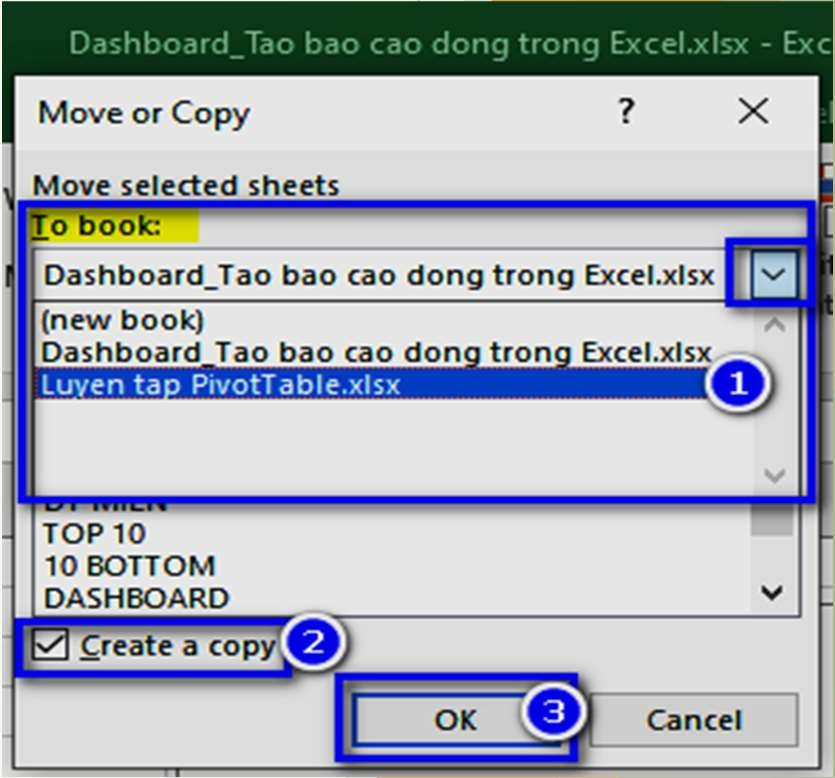 Dashboard_Tao bao cao dong trong Excel.xlsx - Exc
Move or Copy ? X
Move selected sheets
To book:
Dashboard_Tao bao cao dong trong Excel.xlsx
(new book)
Dashboard_Tao bao cao dong trong Excel.xlsx
Luyen tap PivotTable.xlsx 1
DT MIEN
TOP 10
10 BOTTOM
DASHBOARD
Create a copy 2
OK 3 Cancel